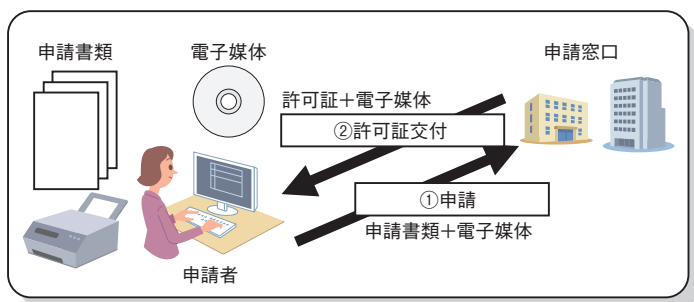 申請書類
電子媒体
申請窓口
許可証＋電子媒体
②許可証交付
①申請
申請書類＋電子媒体
申請者